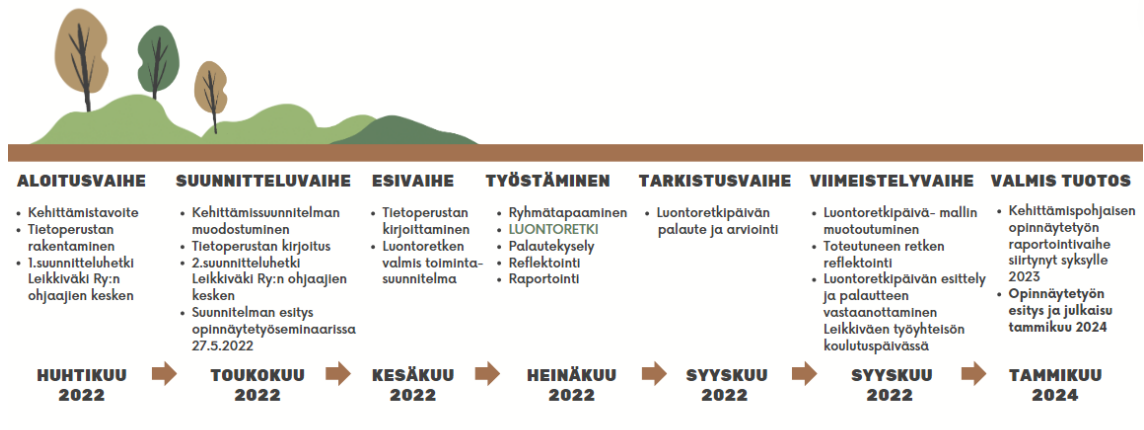 ALOITUSVAIHE
• Kehittämistavoite
• Tietoperustan
rakentaminen
• 1.suunnitteluhetki
Leikkiväki Ry:n
ohjaajien kesken
HUHTIKUU
2022
SUUNNITTELUVAIHE
• Kehittämissuunnitelman
muodostuminen
• Tietoperustan kirjoitus
• 2.suunnitteluhetki
Leikkiväki Ry:n ohjaajien
kesken
• Suunnitelman esitys
opinnäytetyöseminaarissa
27.5.2022
TOUKOKUU
2022
ESIVAIHE
• Tietoperustan
kirjoittaminen
• Luontoretken
valmis toiminta-
suunnitelma
KESÄKUU
2022
TYÖSTÄMINEN
• Ryhmätapaaminen
• LUONTORETKI
• Palautekysely
• Reflektointi
• Raportointi
HEINÄKUU
2022
TARKISTUSVAIHE
• Luontoretkipäivän
palaute ja arviointi
SYYSKUU
2022
VIIMEISTELYVAIHE
• Luontoretkipäivä- mallin
muotoutuminen
• Toteutuneen retken
reflektointi
• Luontoretkipäivän esittely
ja palautteen
vastaanottaminen
Leikkiväen työyhteisön
koulutuspäivässä
SYYSKUU
2022
VALMIS TUOTOS
• Kehittämispohjaisen
opinnäytetyön
raportointivaihe
siirtynyt syksylle
2023
• Opinnäytetyön
esitys ja julkaisu
tammikuu 2024
TAMMIKUU
2024